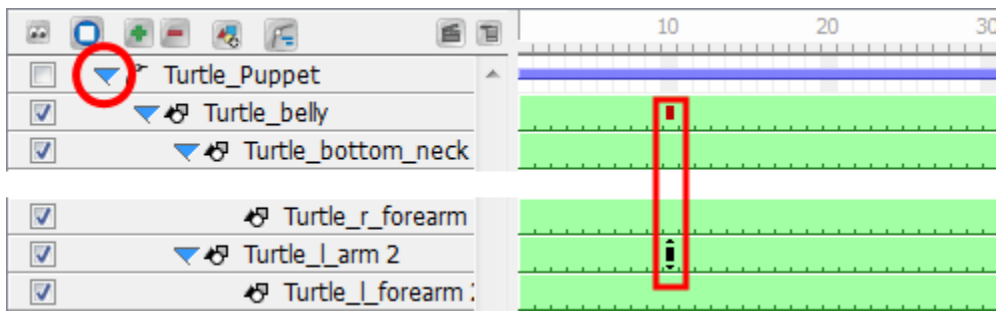 10 20 30
Turtle_Puppet
Turtle_belly
Turtle_bottom_neck
Turtle_r_forearm
Turtle_l_arm 2
Turtle_l_forearm